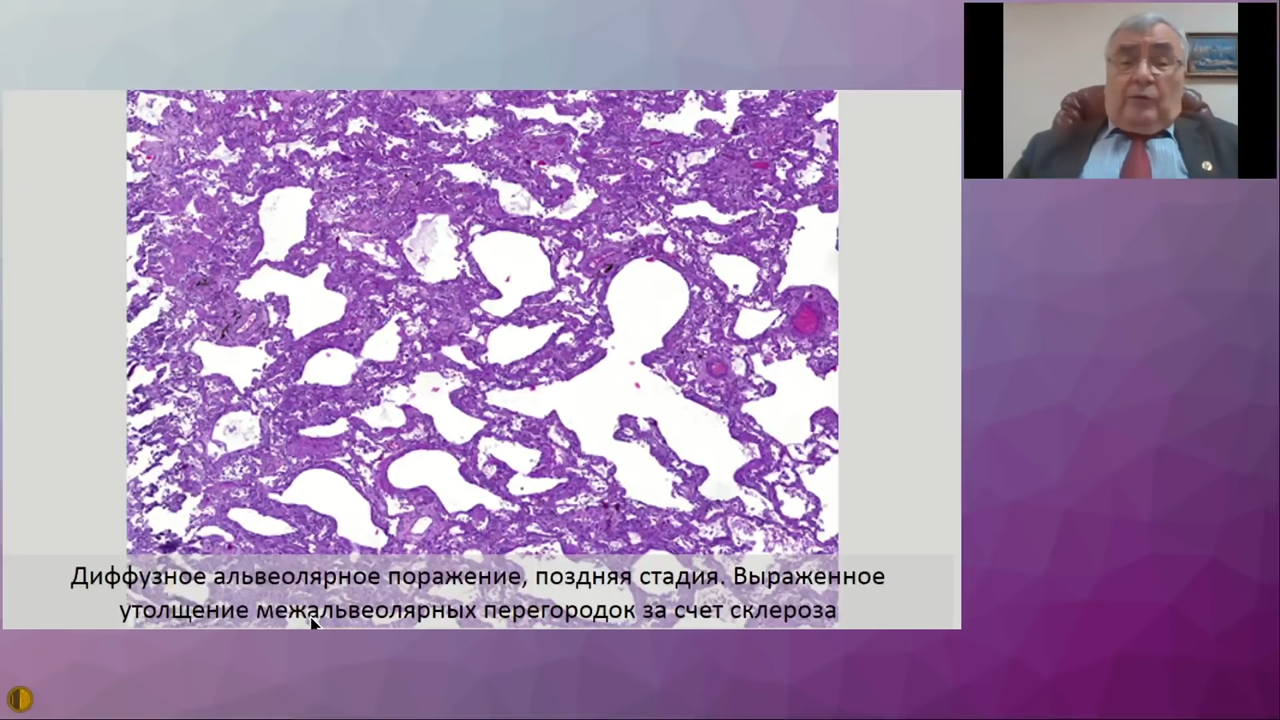 Диффузное альвеолярное поражение, поздняя стадия. Выраженное
утолщение межальвеолярных перегородок за счет склероза